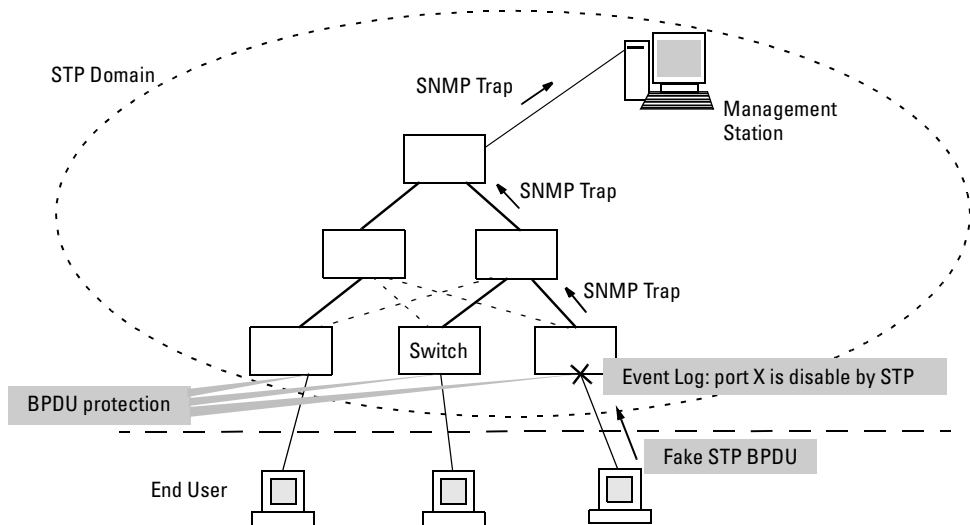 STP Domain
SNMP Trap
Management
Station
SNMP Trap
SNMP Trap
Switch
Event Log: port X is disable by STP
BPDU protection
Fake STP BPDU
End User